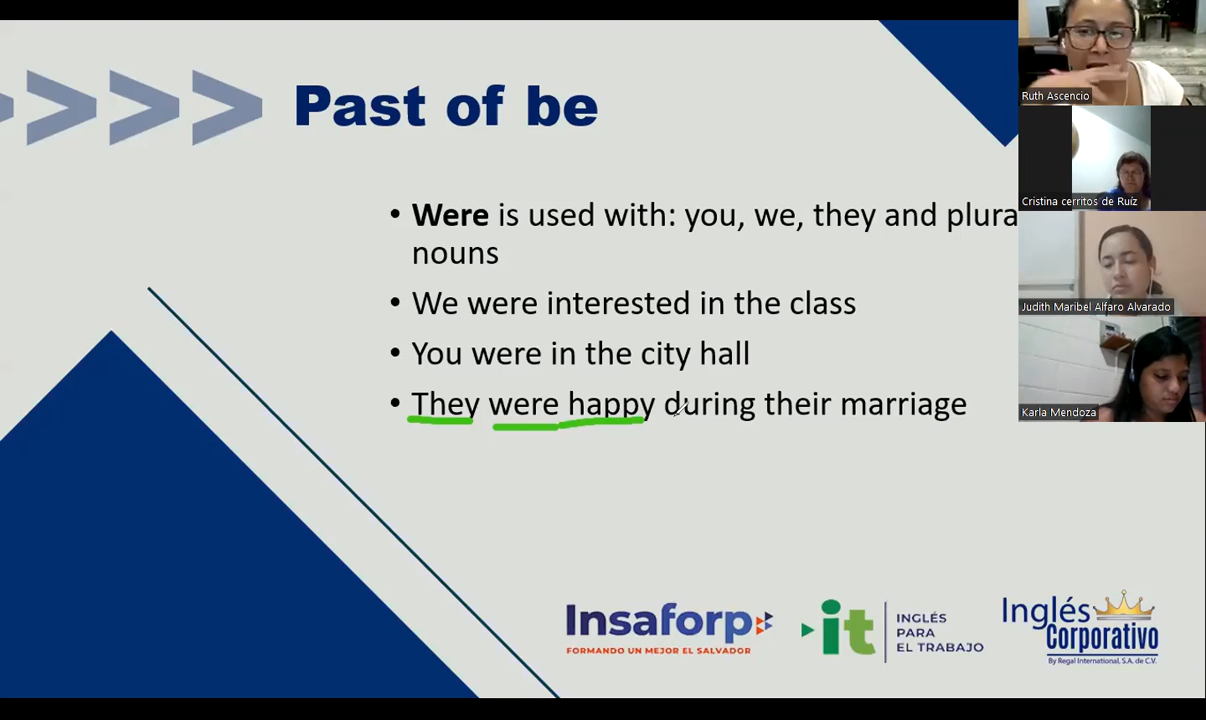 Past of be
• Were is used with: you, we, they and plura
nouns
• We were interested in the class
• You were in the city hall
• They were happy during their marriage
Ruth Ascencio
Cristina cerritos de Ruíz
Judith Maribel Alfaro Alvarado
Karla Mendoza
Insaforp
FORMANDO UN MEJOR EL SALVADOR
it
INGLÉS
PARA
EL TRABAJO
Inglés
Corporativo
By Regal International, S.A. de C.V.